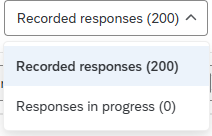 Recorded responses (200)
Recorded responses (200)
Responses in progress (0)